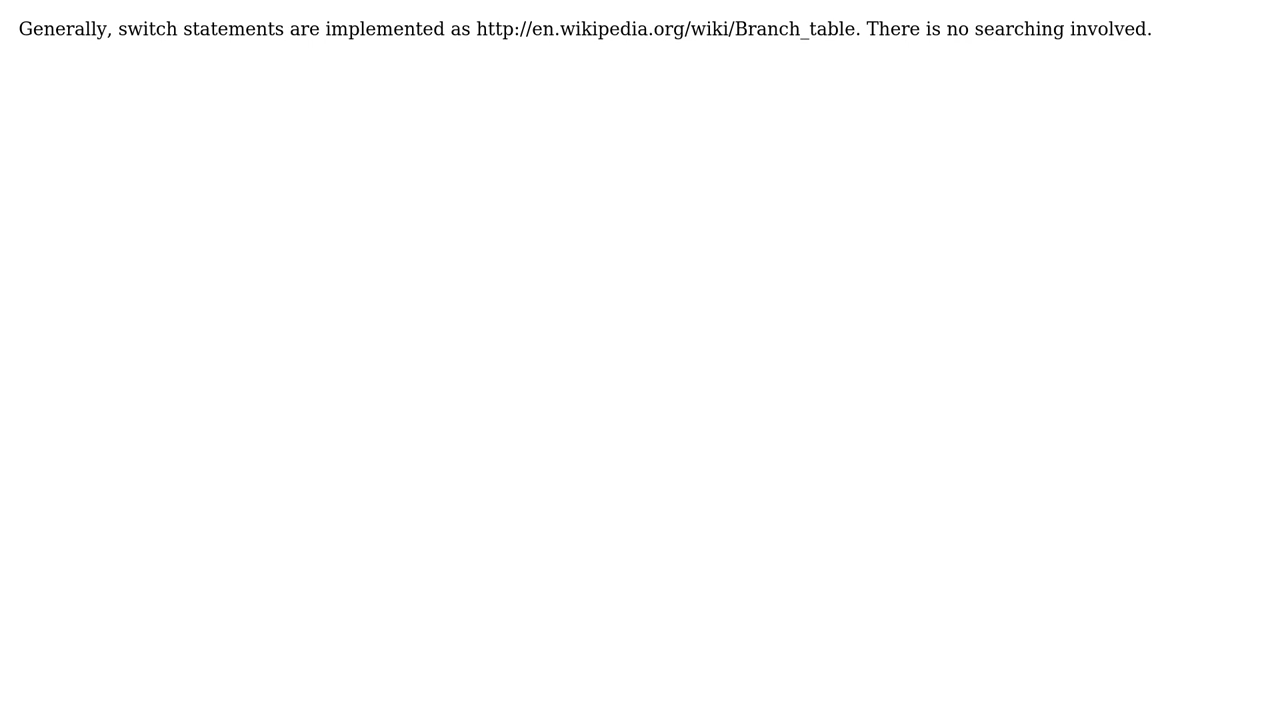 Generally, switch statements are implemented as http://en.wikipedia.org/wiki/Branch_table. There is no searching involved.